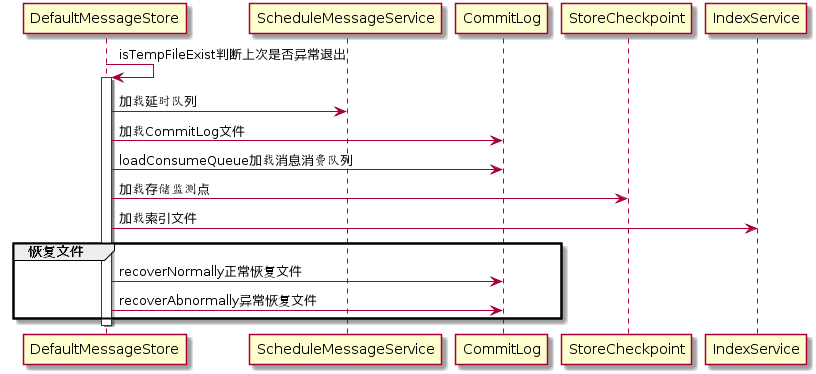 DefaultMessageStore
ScheduleMessageService
CommitLog
StoreCheckpoint
IndexService
isTempFileExist判断上次是否异常退出
加载延时队列
加载CommitLog文件
loadConsumeQueue加载消息消费队列
加载存储监测点
加载索引文件
恢复文件
recoverNormally正常恢复文件
recoverAbnormally异常恢复文件
DefaultMessageStore
ScheduleMessageService
CommitLog
StoreCheckpoint
IndexService